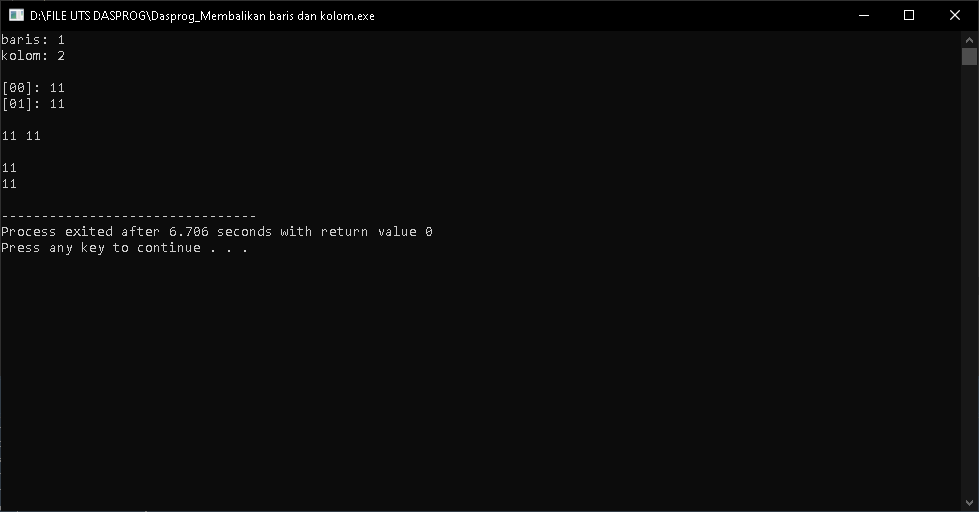 D:\FILE UTS DASPROG\Dasprog_Membalikan baris dan kolom.exe
baris: 1
kolom: 2
[00]: 11
[01]: 11
11 11
11
11
--------------------------------
Process exited after 6.706 seconds with return value 0
Press any key to continue . . .